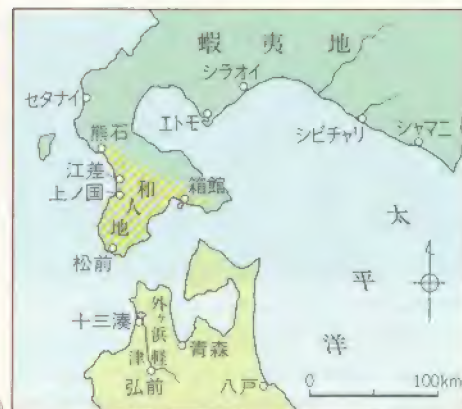 蝦夷地
シラオイ
セタナイ
エトモ
シビチャリ
シャマニ
熊石
江差
上ノ国
和人地
箱館
松前
太平洋
十三湊
外ヶ浜
津軽
青森
弘前
八戸
0 100km